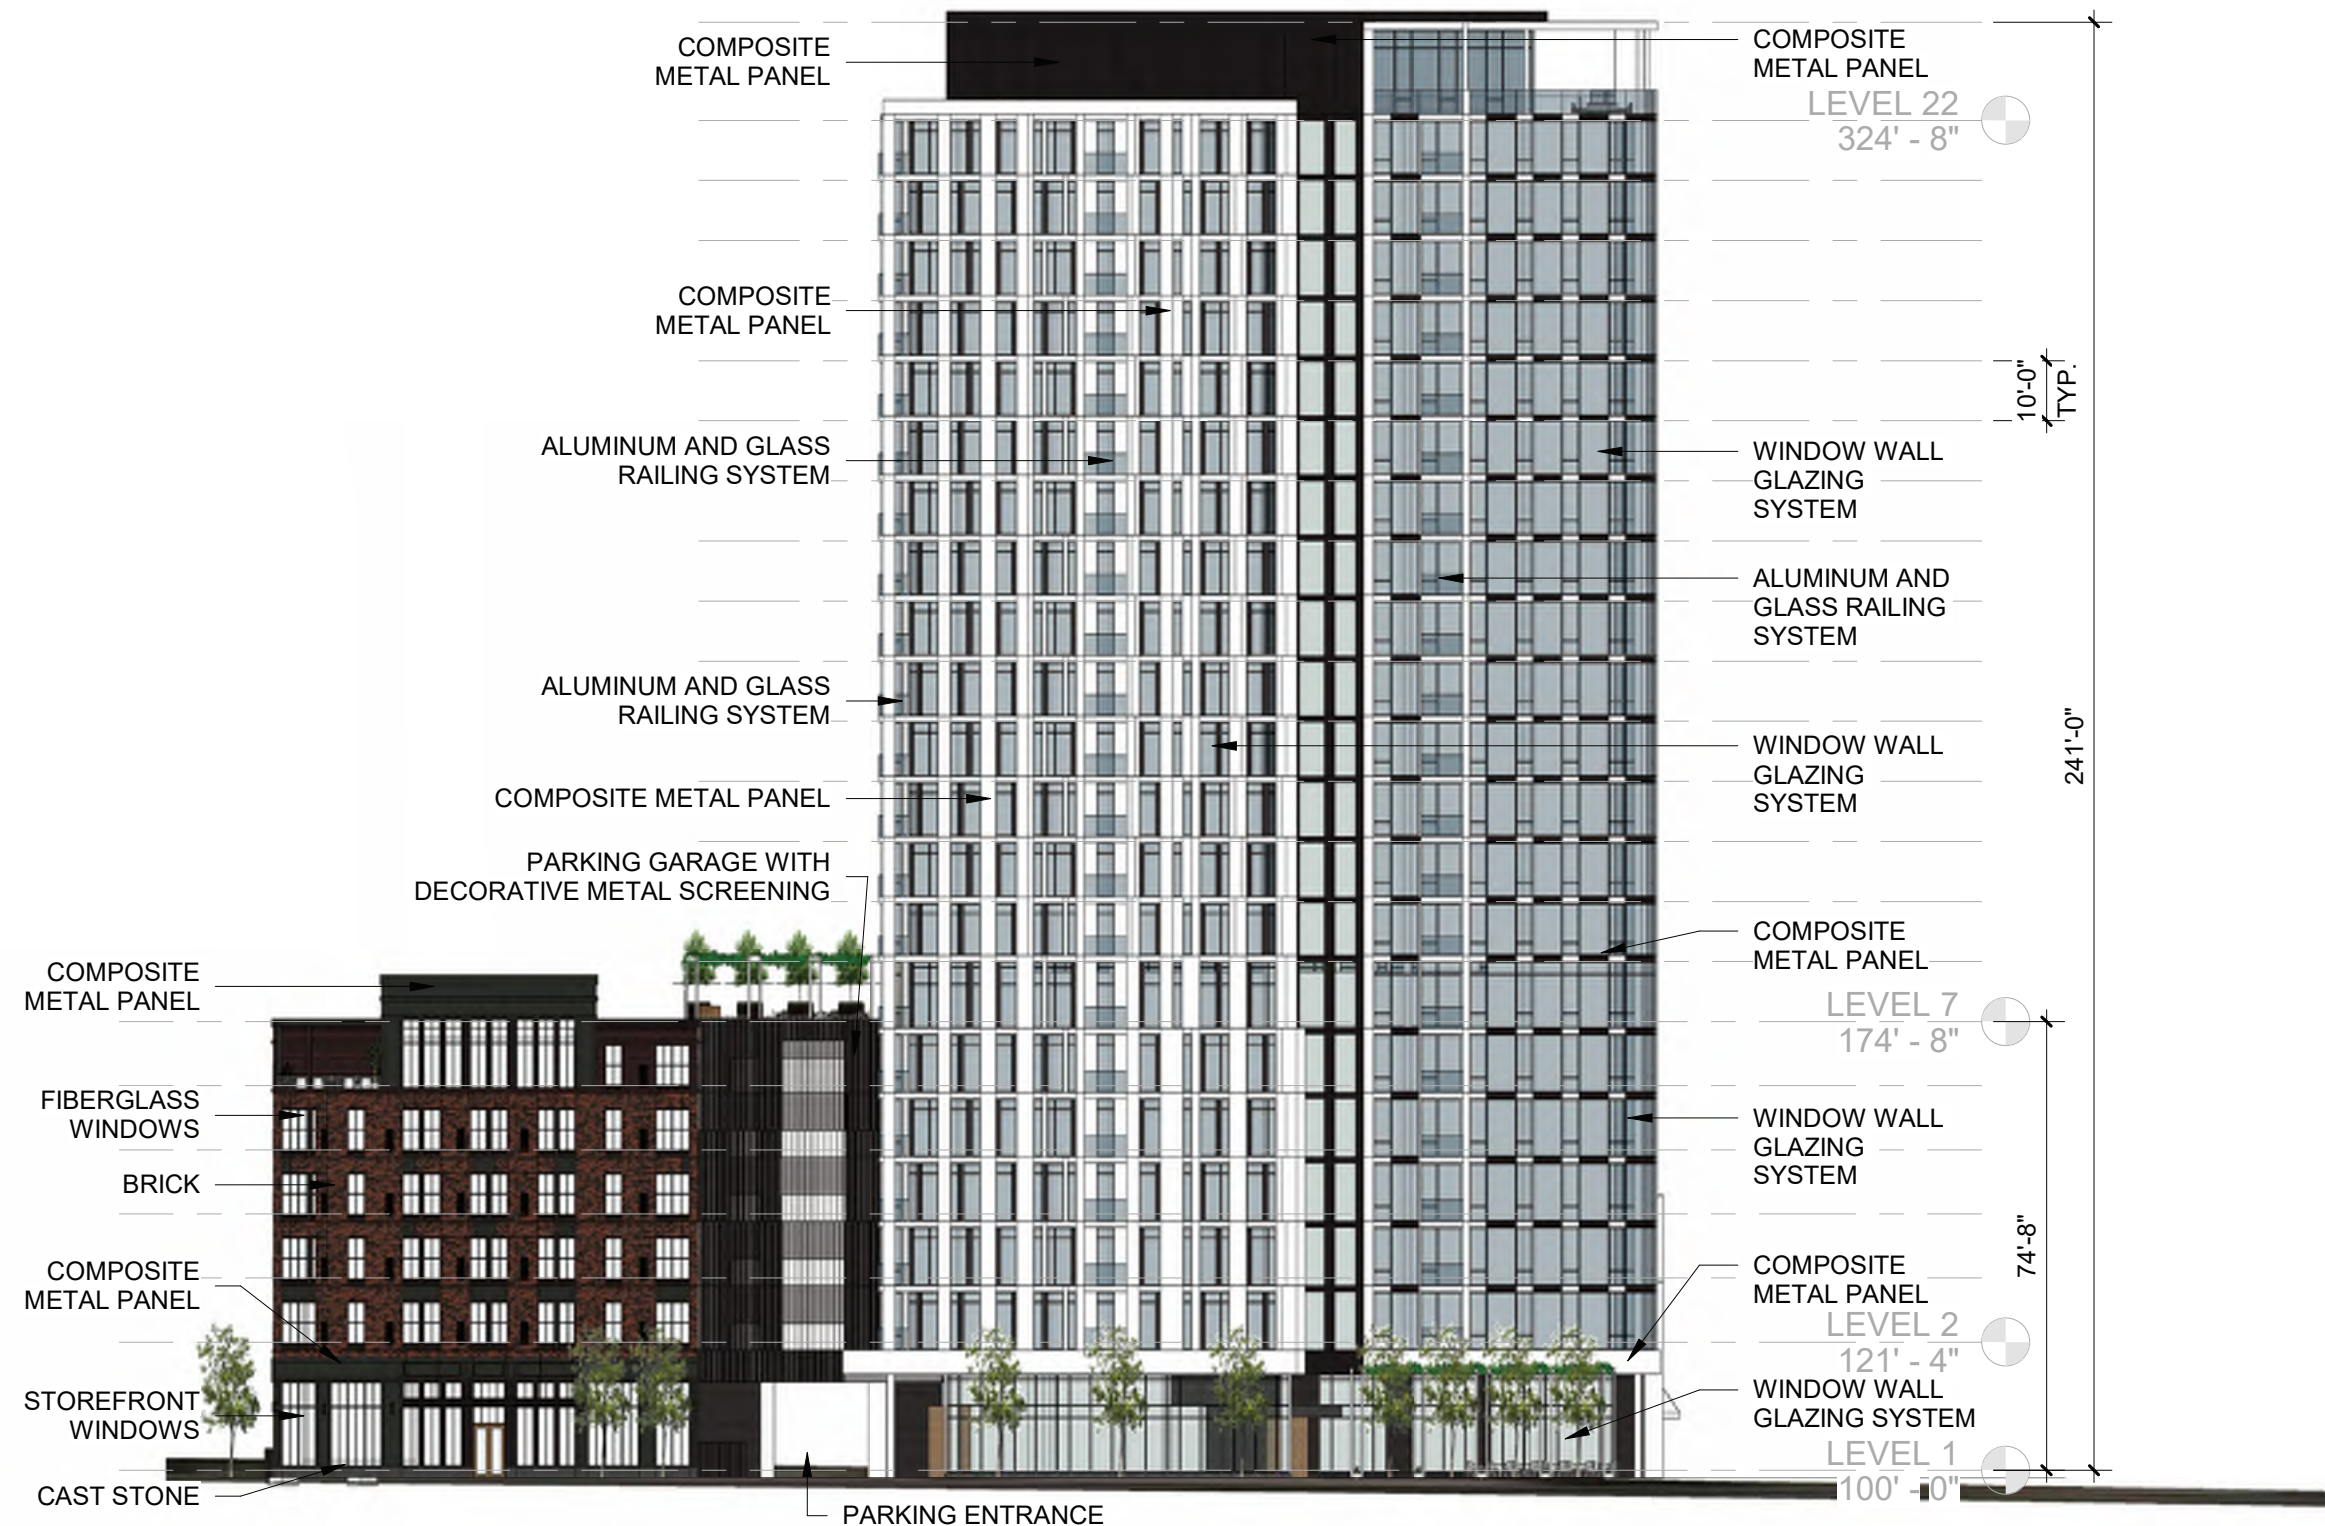 COMPOSITE
METAL PANEL
COMPOSITE
METAL PANEL
ALUMINUM AND GLASS
RAILING SYSTEM
ALUMINUM AND GLASS
RAILING SYSTEM
COMPOSITE METAL PANEL
PARKING GARAGE WITH
DECORATIVE METAL SCREENING
COMPOSITE
METAL PANEL
FIBERGLASS
WINDOWS
BRICK
COMPOSITE
METAL PANEL
STOREFRONT
WINDOWS
CAST STONE
PARKING ENTRANCE
COMPOSITE
METAL PANEL
LEVEL 22
324' - 8"
10'-0"
TYP.
WINDOW WALL
GLAZING
SYSTEM
ALUMINUM AND
GLASS RAILING
SYSTEM
241'-0"
WINDOW WALL
GLAZING
SYSTEM
COMPOSITE
METAL PANEL
LEVEL 7
174' - 8"
WINDOW WALL
GLAZING
SYSTEM
74'-8"
COMPOSITE
METAL PANEL
LEVEL 2
121' - 4"
WINDOW WALL
GLAZING SYSTEM
LEVEL 1
100' - 0"